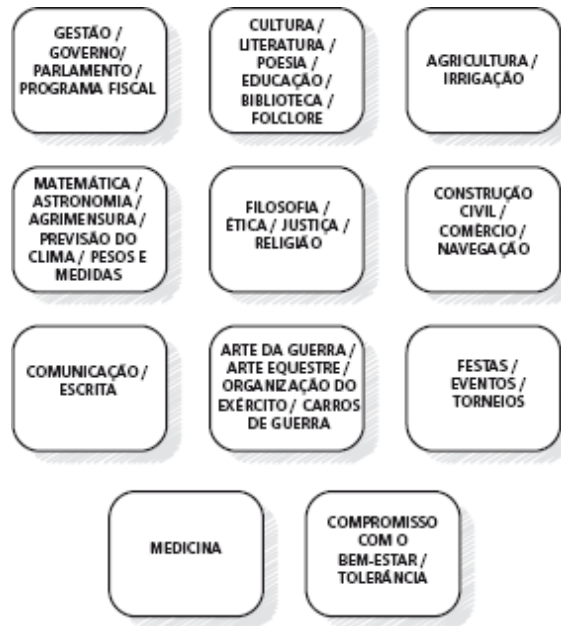 GESTÃO /
GOVERNO/
PARLAMENTO /
PROGRAMA FISCAL
CULTURA /
LITERATURA /
POESIA /
EDUCAÇÃO /
BIBLIOTECA /
FOLCLORE
AGRICULTURA /
IRRIGAÇÃO
MATEMÁTICA /
ASTRONOMIA /
AGRIMENSURA /
PREVISÃO DO
CLIMA / PESOS E
MEDIDAS
FILOSOFIA /
ÉTICA / JUSTIÇA /
RELIGIÃO
CONSTRUÇÃO
CIVIL /
COMÉRCIO /
NAVEGAÇÃO
COMUNICAÇÃO /
ESCRITA
ARTE DA GUERRA /
ARTE EQUESTRE /
ORGANIZAÇÃO DO
EXÉRCITO / CARROS
DE GUERRA
FESTAS /
EVENTOS /
TORNEIOS
MEDICINA
COMPROMISSO
COM O
BEM-ESTAR /
TOLERÂNCIA